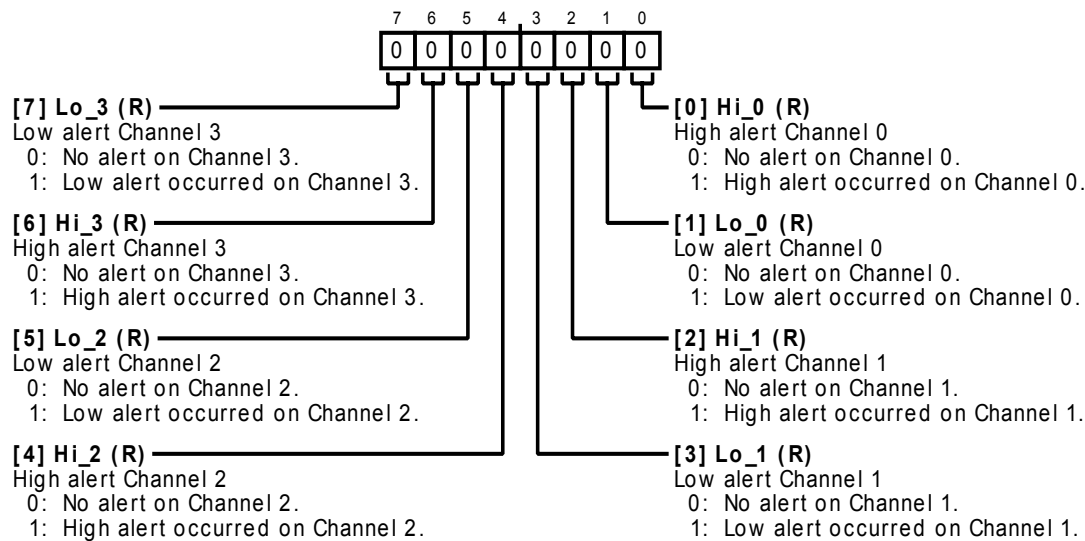 7 6 5 4 3 2 1 0
0 0 0 0 0 0 0 0
[7] Lo_3 (R)
Low alert Channel 3
0: No alert on Channel 3.
1: Low alert occurred on Channel 3.
[6] Hi_3 (R)
High alert Channel 3
0: No alert on Channel 3.
1: High alert occurred on Channel 3.
[5] Lo_2 (R)
Low alert Channel 2
0: No alert on Channel 2.
1: Low alert occurred on Channel 2.
[4] Hi_2 (R)
High alert Channel 2
0: No alert on Channel 2.
1: High alert occurred on Channel 2.
[0] Hi_0 (R)
High alert Channel 0
0: No alert on Channel 0.
1: High alert occurred on Channel 0.
[1] Lo_0 (R)
Low alert Channel 0
0: No alert on Channel 0.
1: Low alert occurred on Channel 0.
[2] Hi_1 (R)
High alert Channel 1
0: No alert on Channel 1.
1: High alert occurred on Channel 1.
[3] Lo_1 (R)
Low alert Channel 1
0: No alert on Channel 1.
1: Low alert occurred on Channel 1.